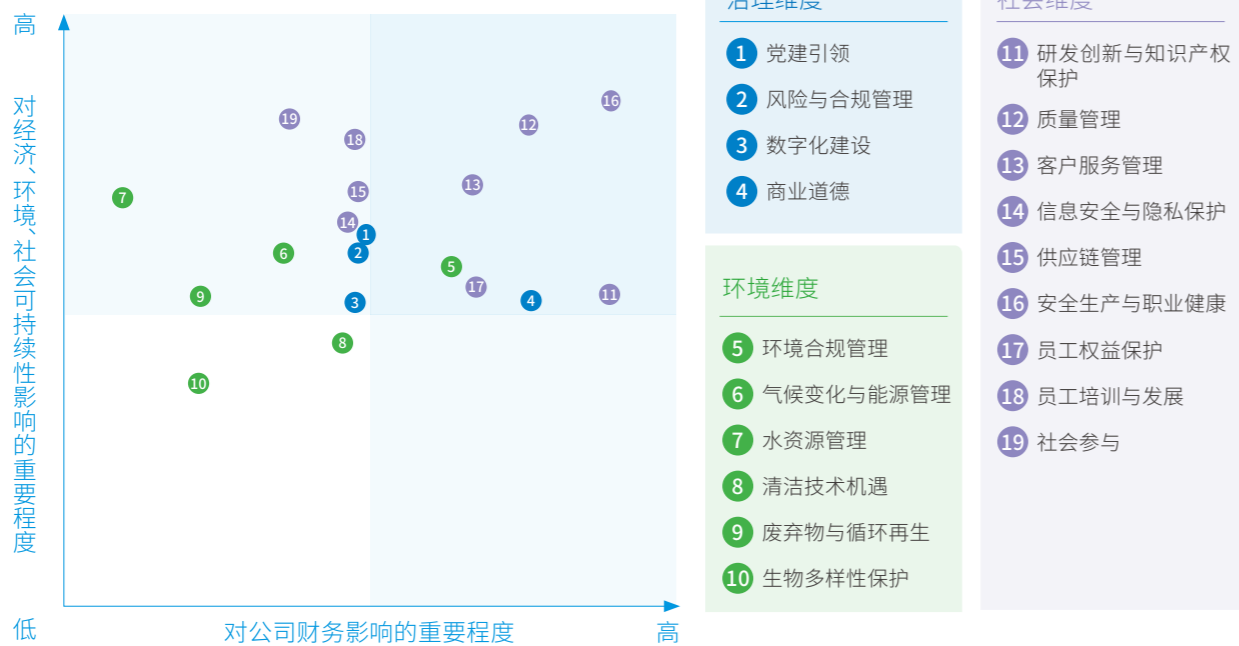 高
对经济、环境、社会可持续性影响的重要程度
低
对公司财务影响的重要程度
高
16
19
12
18
13
15
7
14
1
2
6
5
17
11
9
4
3
8
10
治理维度
1 党建引领
2 风险与合规管理
3 数字化建设
4 商业道德
环境维度
5 环境合规管理
6 气候变化与能源管理
7 水资源管理
8 清洁技术机遇
9 废弃物与循环再生
10 生物多样性保护
社会维度
11 研发创新与知识产权
保护
12 质量管理
13 客户服务管理
14 信息安全与隐私保护
15 供应链管理
16 安全生产与职业健康
17 员工权益保护
18 员工培训与发展
19 社会参与